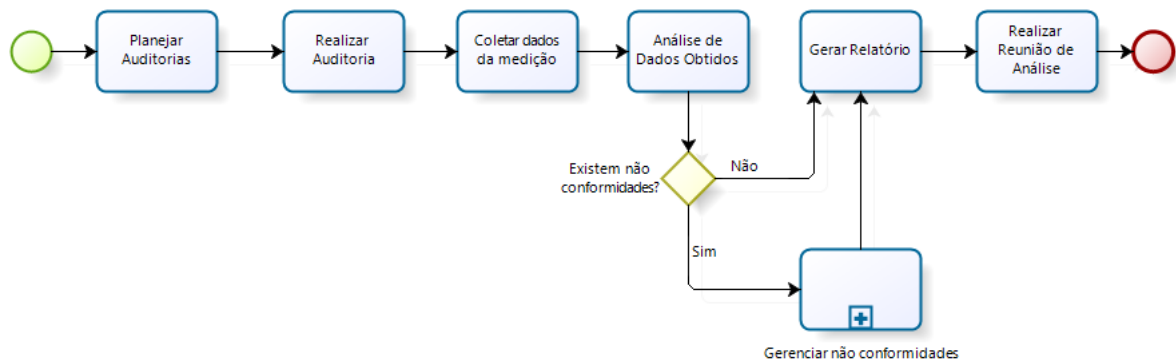 Planejar
Auditorias
Realizar
Auditoria
Coletar dados
da medição
Análise de
Dados Obtidos
Gerar Relatório
Realizar
Reunião de
Análise
Existem não
conformidades?
Não
Sim
Gerenciar não conformidades